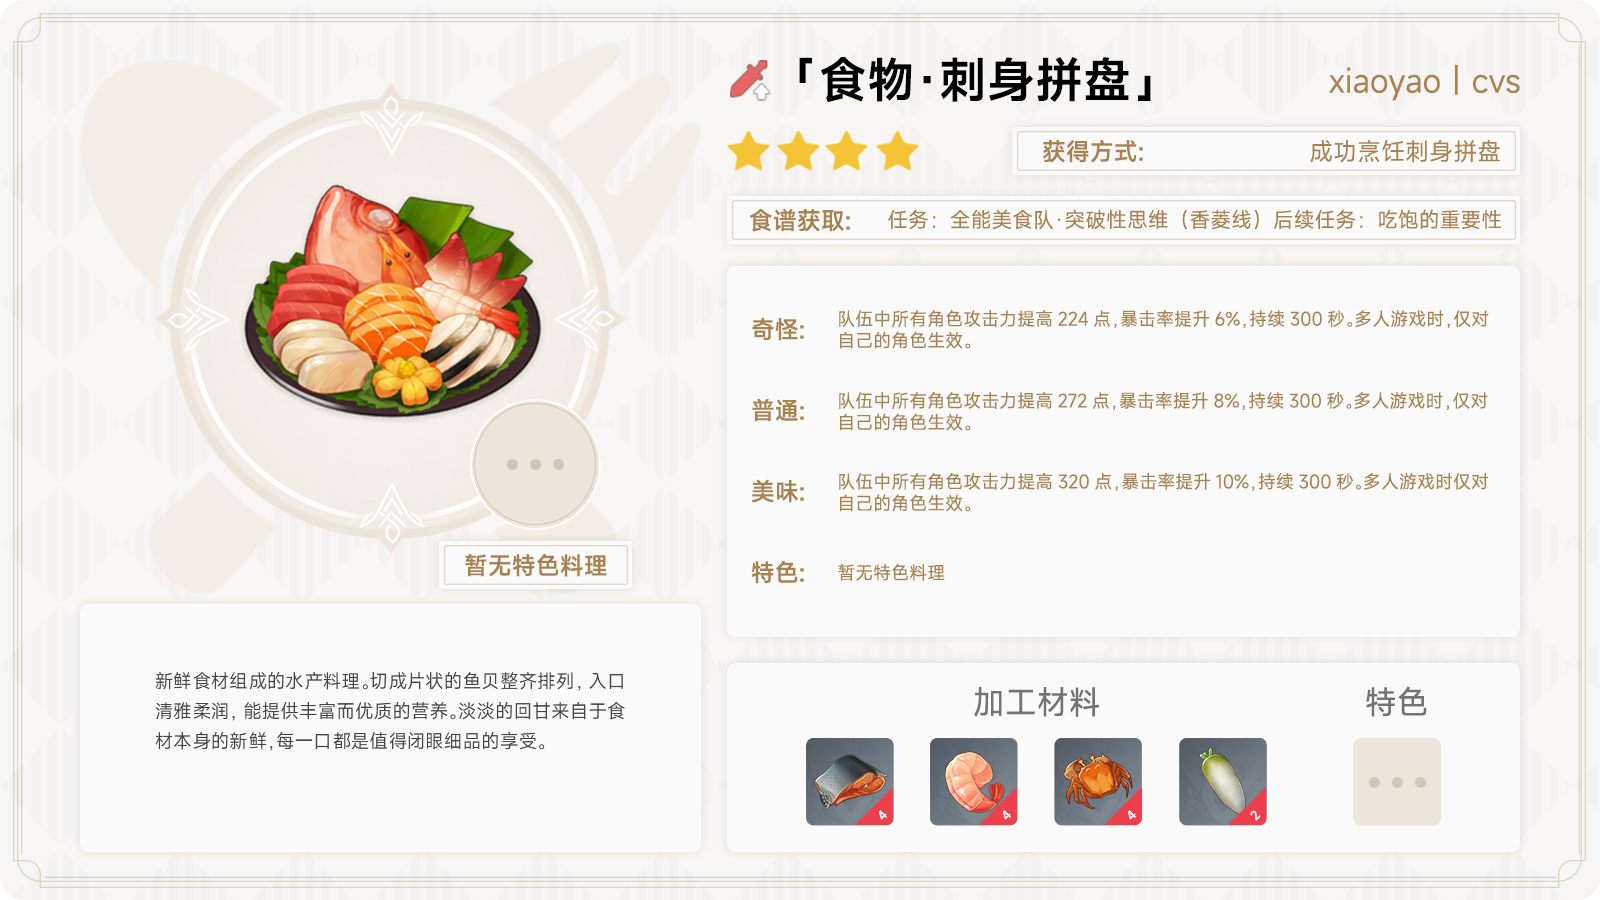 「食物·刺身拼盘」
xiaoyao | cvs
获得方式:
成功烹饪刺身拼盘
食谱获取:
任务：全能美食队·突破性思维（香菱线）后续任务：吃饱的重要性
奇怪:
队伍中所有角色攻击力提高 224 点,暴击率提升 6%,持续 300 秒。多人游戏时,仅对
自己的角色生效。
普通:
队伍中所有角色攻击力提高 272 点,暴击率提升 8%,持续 300 秒。多人游戏时,仅对
自己的角色生效。
美味:
队伍中所有角色攻击力提高 320 点,暴击率提升 10%,持续 300 秒。多人游戏时仅对
自己的角色生效。
特色:
暂无特色料理
暂无特色料理
新鲜食材组成的水产料理。切成片状的鱼贝整齐排列，入口
清雅柔润，能提供丰富而优质的营养。淡淡的回甘来自于食
材本身的新鲜,每一口都是值得闭眼细品的享受。
加工材料
特色
4
4
4
2